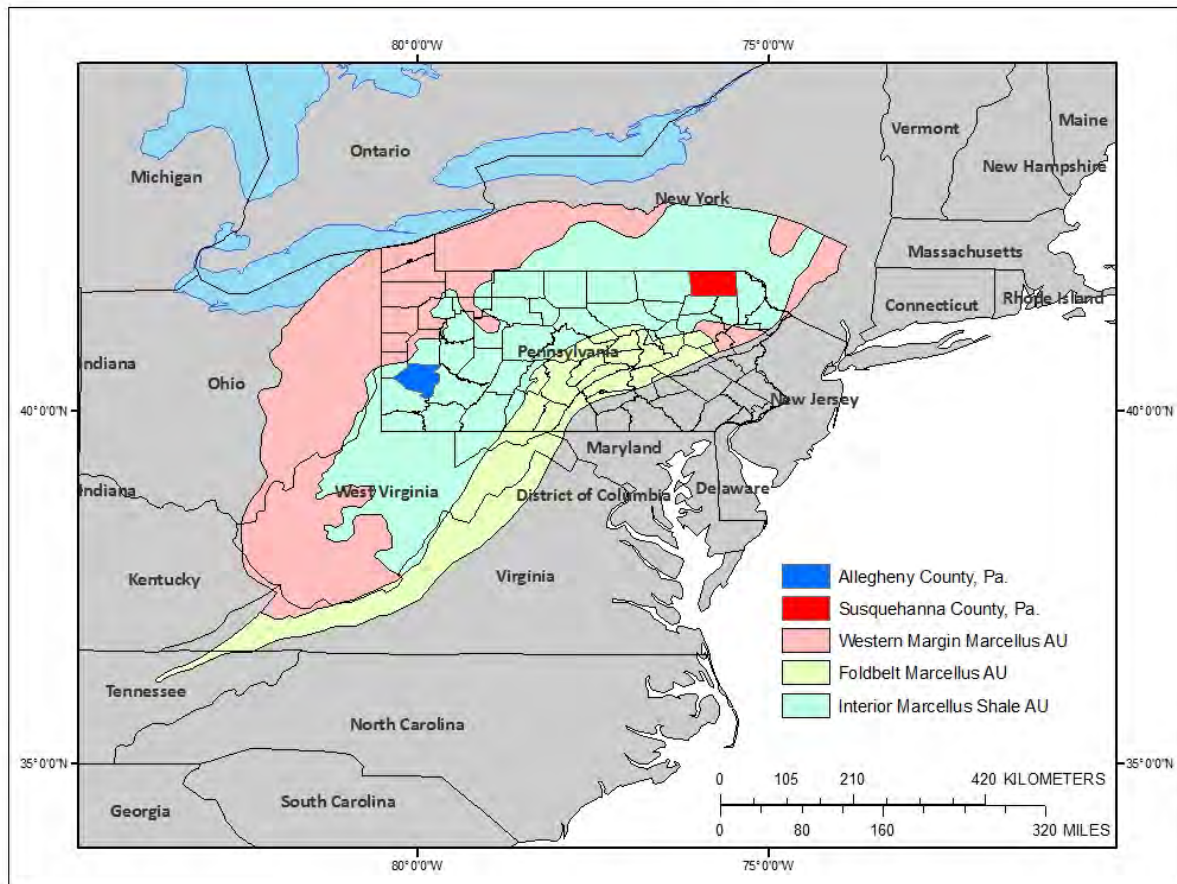 80°0'0"W 75°0'0"W
Maine
Vermont
Ontario
New Hampshire
Michigan
New York
Massachusetts
Connecticut
Rhode Island
Pennsylvania
Indiana
Ohio
New Jersey
40°0'0"N 40°0'0"N
Maryland
Indiana
West Virginia
District of Columbia
Delaware
Kentucky
Virginia
Allegheny County, Pa.
Susquehanna County, Pa.
Western Margin Marcellus AU
Foldbelt Marcellus AU
Interior Marcellus Shale AU
Tennessee
North Carolina
35°0'0"N 35°0'0"N
0 105 210 420 KILOMETERS
South Carolina
Georgia
0 80 160 320 MILES
80°0'0"W 75°0'0"W